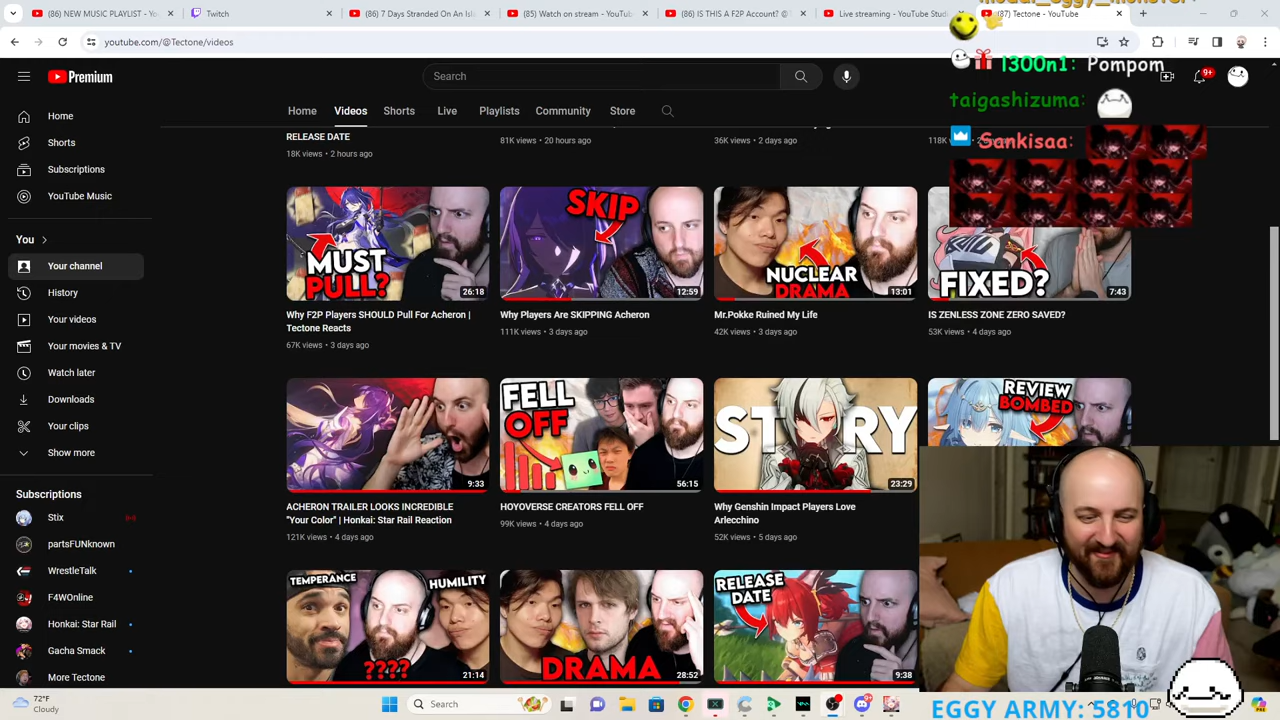 (86) NEW MUSIC PLAYLIST - Yo
Twitch
7 Days Stranded On An Isla
(85) Working stream - YouTub
(86) IS THIS A F2P Account? @
Live streaming - YouTube Stud
(87) Tectone - YouTube
youtube.com/@Tectone/videos
Premium
Search
9+
Home
Videos
Shorts
Live
Playlists
Community
Store
l300n1: Pompom
taigashizuma:
Sankisaa:
Home
Shorts
Subscriptions
YouTube Music
You
Your channel
History
Your videos
Your movies & TV
Watch later
Downloads
Your clips
Show more
Subscriptions
Stix
partsFUNknown
WrestleTalk
F4WOnline
Honkai: Star Rail
Gacha Smack
More Tectone
RELEASE DATE
18K views • 2 hours ago
81K views • 20 hours ago
36K views • 2 days ago
118K
MUST
PULL?
26:18
SKIP
12:59
NUCLEAR
DRAMA
13:01
FIXED?
7:43
Why F2P Players SHOULD Pull For Acheron |
Tectone Reacts
67K views • 3 days ago
Why Players Are SKIPPING Acheron
111K views • 3 days ago
Mr.Pokke Ruined My Life
42K views • 3 days ago
IS ZENLESS ZONE ZERO SAVED?
53K views • 4 days ago
9:33
FELL
OFF
56:15
STORY
23:29
REVIEW
BOMBED
ACHERON TRAILER LOOKS INCREDIBLE
"Your Color" | Honkai: Star Rail Reaction
121K views • 4 days ago
HOYOVERSE CREATORS FELL OFF
99K views • 4 days ago
Why Genshin Impact Players Love
Arlecchino
52K views • 5 days ago
TEMPERANCE
HUMILITY
????
21:14
DRAMA
28:52
RELEASE
DATE
9:38
72°F
Cloudy
Search
EGGY ARMY: 5810